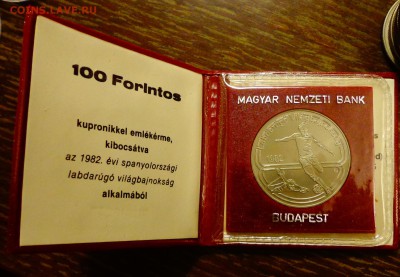 COINS.LAVE.RU
100 Forintos
kupronikkel emlékérme,
kibocsátva
az 1982. évi spanyolországi
labdarúgó világbajnokság
alkalmából
MAGYAR NEMZETI BANK
BUDAPEST